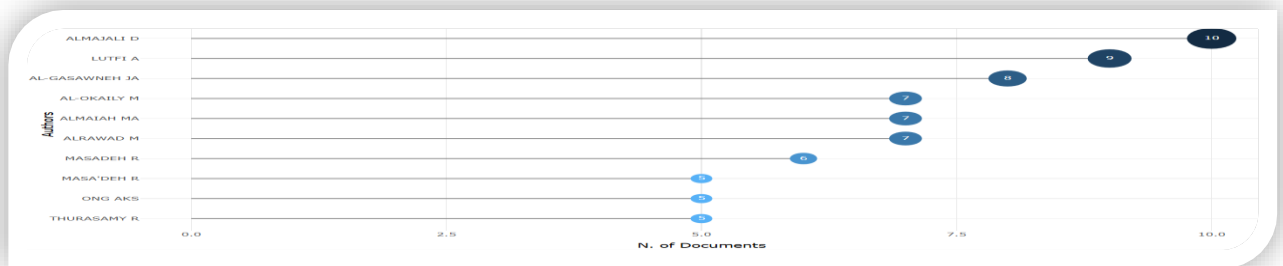 ALMAJALI D 10
LUTFI A 9
AL-GASAWNEH JA 8
AL-OKAILY M 7
ALMAIAH MA 7
ALRAWAD M 7
MASADEH R 6
MASA'DEH R 5
ONG AKS 5
THURASAMY R 5
Authors
0.0 2.5 5.0 7.5 10.0
N. of Documents